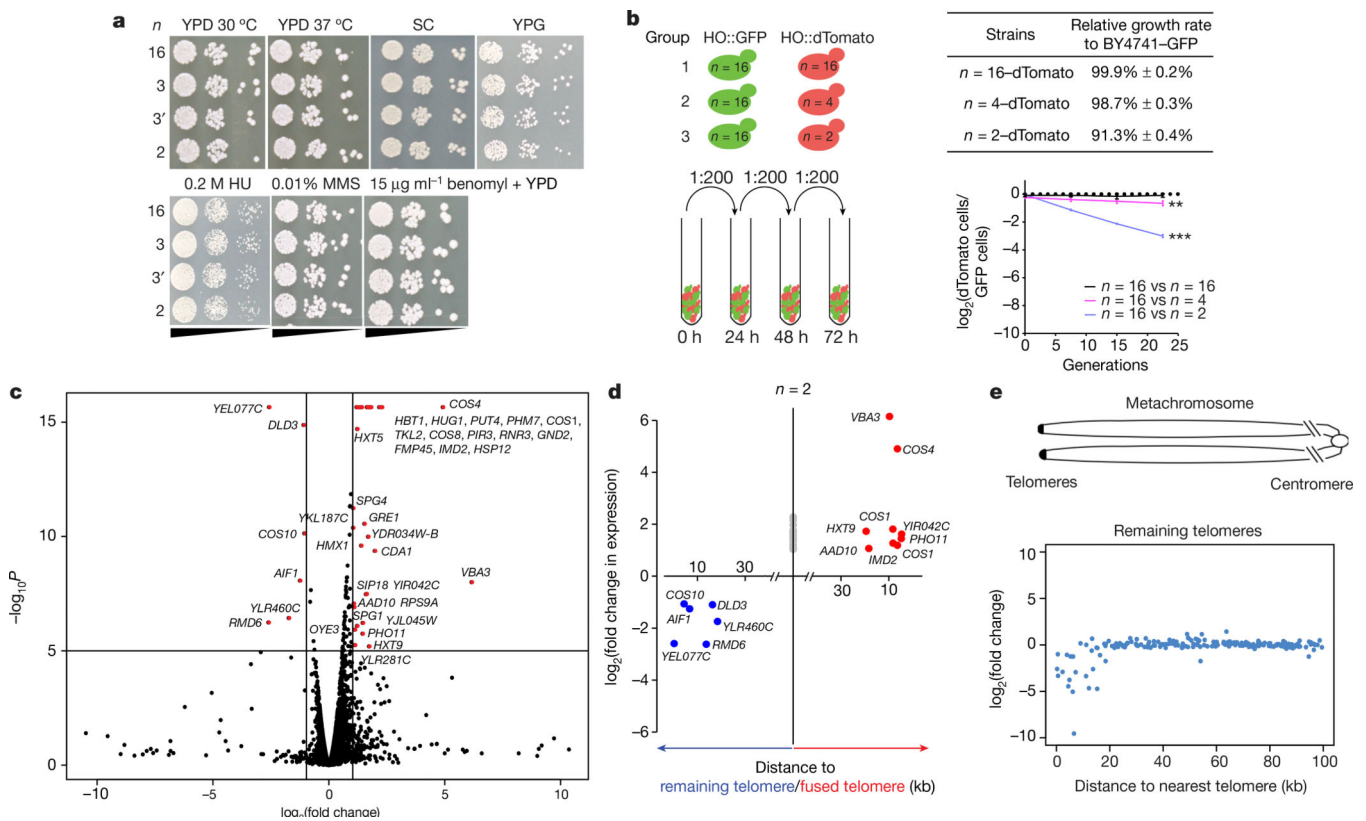 a
n
YPD 30 °C
YPD 37 °C
SC
YPG
16
3
3′
2
0.2 M HU
0.01% MMS
15 μg ml⁻¹ benomyl + YPD
16
3
3′
2
b
Group
HO::GFP
HO::dTomato
1
n = 16
n = 16
2
n = 16
n = 4
3
n = 16
n = 2
1:200
1:200
1:200
0 h
24 h
48 h
72 h
Strains
Relative growth rate
to BY4741–GFP
n = 16–dTomato
99.9% ± 0.2%
n = 4–dTomato
98.7% ± 0.3%
n = 2–dTomato
91.3% ± 0.4%
log₂(dTomato cells/
GFP cells)
0
−2
−4
−6
−8
−10
**
***
n = 16 vs n = 16
n = 16 vs n = 4
n = 16 vs n = 2
0
5
10
15
20
25
Generations
c
−log₁₀P
15
10
5
0
YEL077C
DLD3
COS4
HBT1, HUG1, PUT4, PHM7, COS1,
TKL2, COS8, PIR3, RNR3, GND2,
FMP45, IMD2, HSP12
HXT5
SPG4
YKL187C
GRE1
COS10
YDR034W-B
HMX1
CDA1
AIF1
VBA3
SIP18 YIR042C
YLR460C
AAD10 RPS9A
RMD6
SPG1
YJL045W
OYE3
PHO11
HXT9
YLR281C
−10
−5
0
5
10
log₂(fold change)
d
n = 2
log₂(fold change in expression)
6
4
2
0
−2
−4
−6
VBA3
COS4
COS1
HXT9
YIR042C
PHO11
AAD10
COS1
IMD2
10
30
30
10
COS10
DLD3
AIF1
YLR460C
YEL077C
RMD6
Distance to
remaining telomere/fused telomere (kb)
e
Metachromosome
Telomeres
Centromere
Remaining telomeres
log₂(fold change)
10
5
0
−5
−10
0
20
40
60
80
100
Distance to nearest telomere (kb)